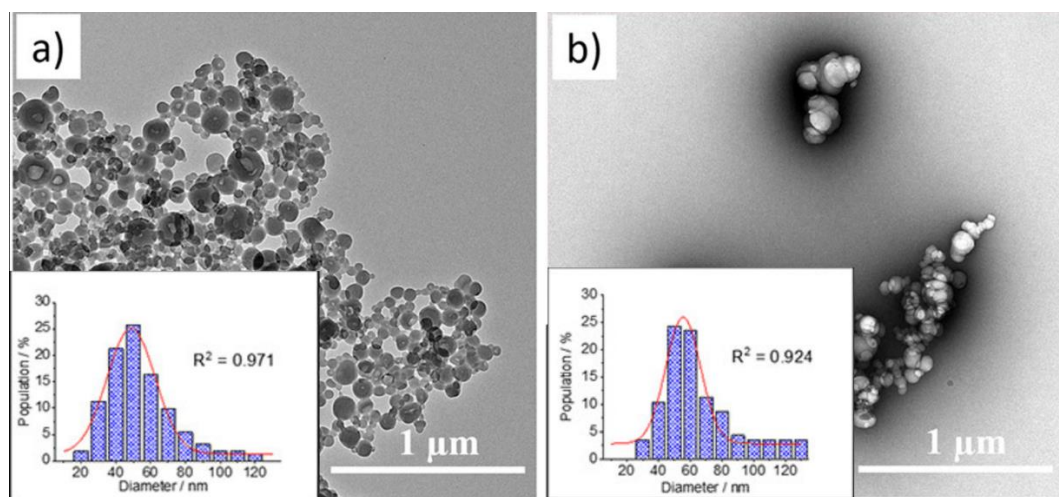 a)
30
25
20
15
10
5
0
Population / %
R² = 0.971
20 40 60 80 100 120
Diameter / nm
1 µm
b)
30
25
20
15
10
5
0
Population / %
R² = 0.924
20 40 60 80 100 120
Diameter / nm
1 µm